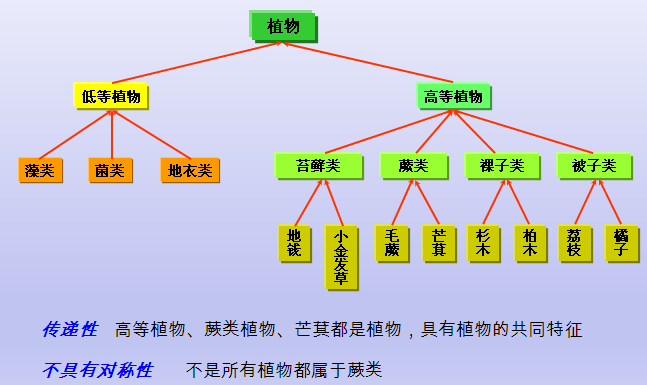 植物
低等植物 高等植物
藻类 菌类 地衣类 苔藓类 蕨类 裸子类 被子类
地钱 小金发草 毛蕨 芒萁 杉木 柏木 荔枝 橘子
传递性 高等植物、蕨类植物、芒萁都是植物，具有植物的共同特征
不具有对称性 不是所有植物都属于蕨类